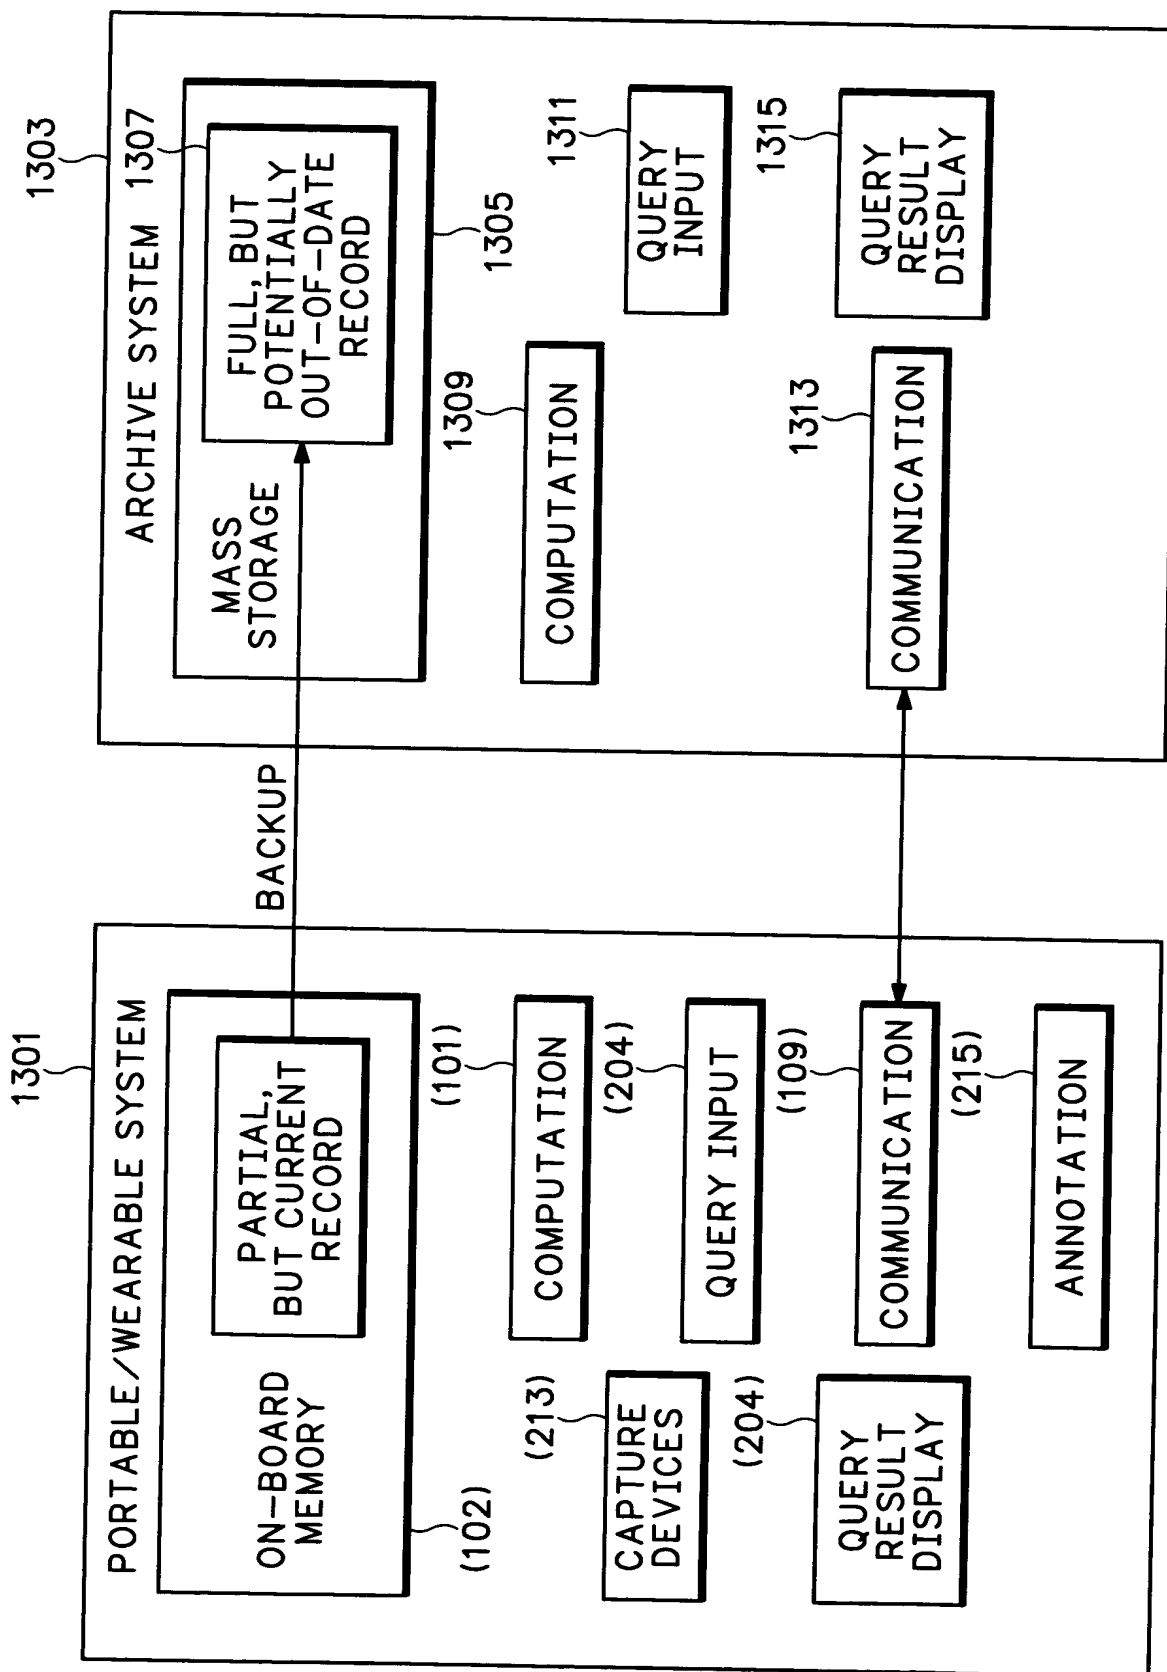 1301
PORTABLE/WEARABLE SYSTEM
ON-BOARD
MEMORY
PARTIAL,
BUT CURRENT
RECORD
(102)
(101)
COMPUTATION
(213)
CAPTURE
DEVICES
(204)
QUERY INPUT
(204)
QUERY
RESULT
DISPLAY
(109)
COMMUNICATION
(215)
ANNOTATION
BACKUP
1303
ARCHIVE SYSTEM
1307
MASS
STORAGE
FULL, BUT
POTENTIALLY
OUT-OF-DATE
RECORD
1305
1309
COMPUTATION
1311
QUERY
INPUT
1313
COMMUNICATION
1315
QUERY
RESULT
DISPLAY